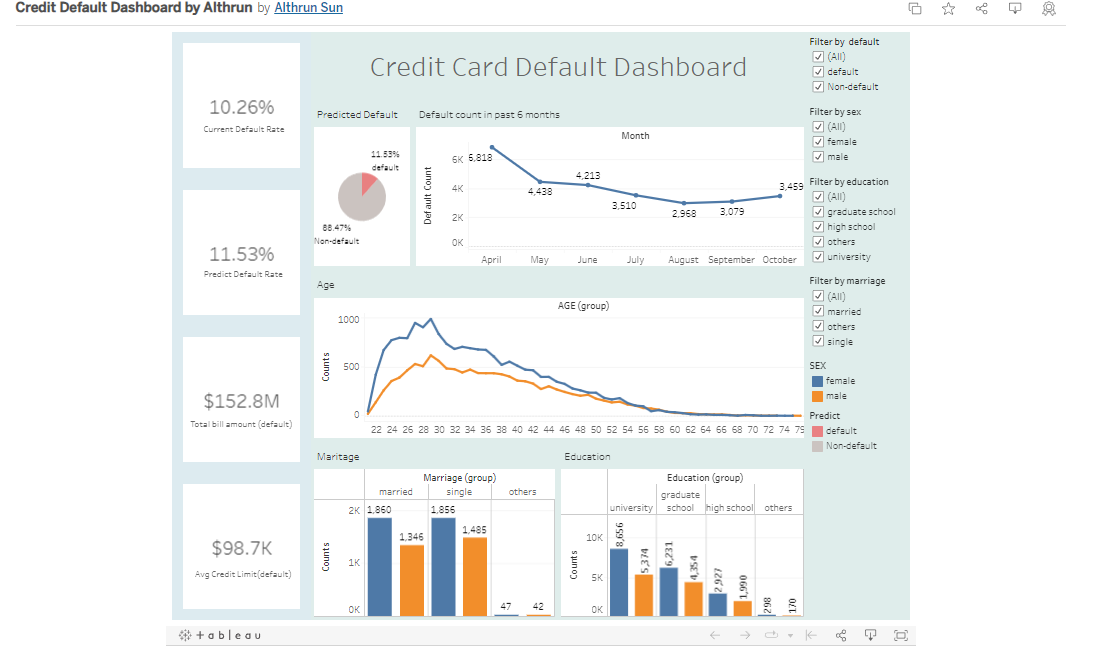 Credit Default Dashboard by Althrun by Althrun Sun
Credit Card Default Dashboard
10.26%
Current Default Rate
11.53%
Predict Default Rate
$152.8M
Total bill amount (default)
$98.7K
Avg Credit Limit(default)
Predicted Default
11.53%
default
88.47%
Non-default
Default count in past 6 months
Month
Default Count
6K
4K
2K
0K
5,818
4,438
4,213
3,510
2,968
3,079
3,459
April May June July August September October
Age
AGE (group)
Counts
1000
500
0
22 24 26 28 30 32 34 36 38 40 42 44 46 48 50 52 54 56 58 60 62 64 66 68 70 72 74 79
Maritage
Marriage (group)
married single others
Counts
2K
1K
0K
1,860
1,346
1,856
1,485
47
42
Education
Education (group)
university graduate school high school others
Counts
10K
5K
0K
8,656
5,374
6,231
4,354
2,927
1,990
298
170
Filter by default
(All)
default
Non-default
Filter by sex
(All)
female
male
Filter by education
(All)
graduate school
high school
others
university
Filter by marriage
(All)
married
others
single
SEX
female
male
Predict
default
Non-default
+ a b l e a u